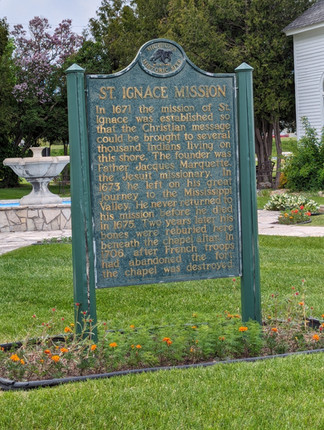 ST. IGNACE MISSION
In 1671 the mission of St.
Ignace was established so
that the Christian message
could be brought to several
thousand Indians living on
this shore. The founder was
Father Jacques Marquette,
the Jesuit missionary. In
1673 he left on his great
journey to the Mississippi
Valley. He never returned to
his mission before he died
in 1675. Two years later his
bones were reburied here
beneath the chapel altar. In
1706, after French troops
had abandoned the fort,
the chapel was destroyed.